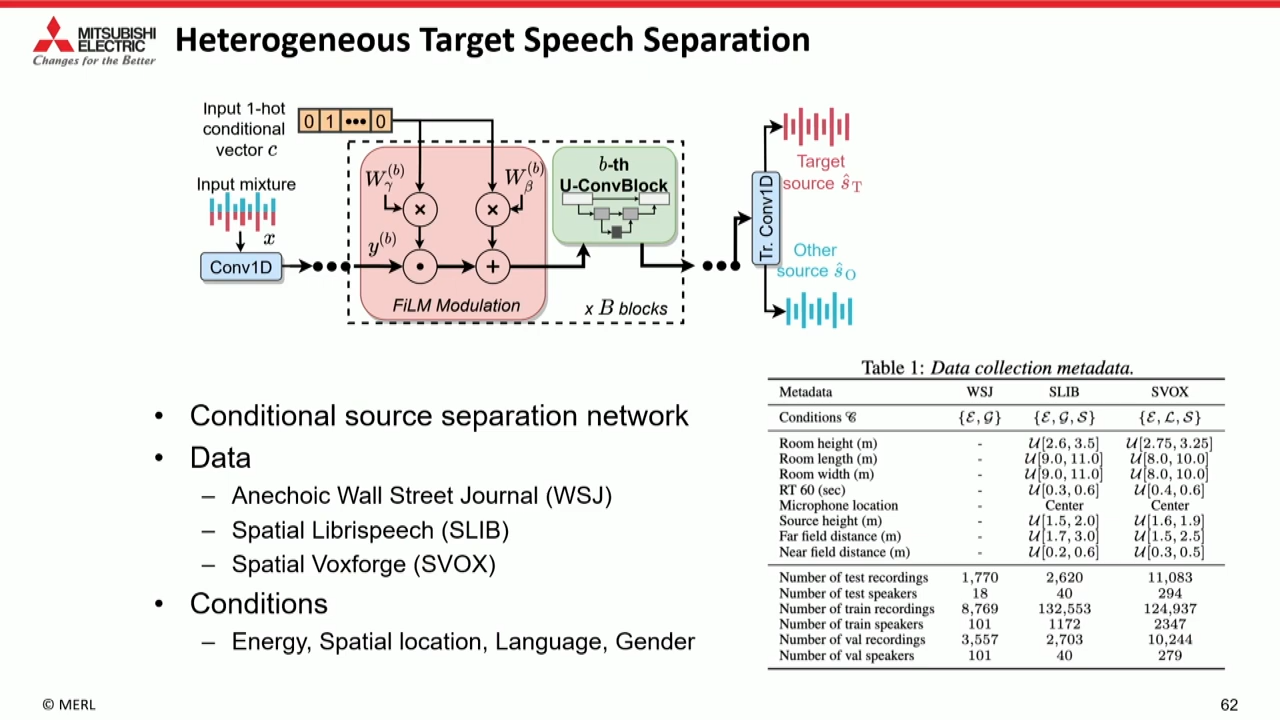 MITSUBISHI
ELECTRIC
Changes for the Better
Heterogeneous Target Speech Separation
Input 1-hot
conditional
vector c
0 1 ••• 0
Input mixture
x
Conv1D
W_γ^(b)
W_β^(b)
y^(b)
FiLM Modulation
b-th
U-ConvBlock
x B blocks
Tr. Conv1D
Target
source ŝ_T
Other
source ŝ_O
• Conditional source separation network
• Data
– Anechoic Wall Street Journal (WSJ)
– Spatial Librispeech (SLIB)
– Spatial Voxforge (SVOX)
• Conditions
– Energy, Spatial location, Language, Gender
Table 1: Data collection metadata.
Metadata WSJ SLIB SVOX
Conditions 𝒞 {ℰ, 𝒢} {ℰ, 𝒢, 𝒮} {ℰ, ℒ, 𝒮}
Room height (m) - 𝒰[2.6, 3.5] 𝒰[2.75, 3.25]
Room length (m) - 𝒰[9.0, 11.0] 𝒰[8.0, 10.0]
Room width (m) - 𝒰[9.0, 11.0] 𝒰[8.0, 10.0]
RT 60 (sec) - 𝒰[0.3, 0.6] 𝒰[0.4, 0.6]
Microphone location - Center Center
Source height (m) - 𝒰[1.5, 2.0] 𝒰[1.6, 1.9]
Far field distance (m) - 𝒰[1.7, 3.0] 𝒰[1.5, 2.5]
Near field distance (m) - 𝒰[0.2, 0.6] 𝒰[0.3, 0.5]
Number of test recordings 1,770 2,620 11,083
Number of test speakers 18 40 294
Number of train recordings 8,769 132,553 124,937
Number of train speakers 101 1172 2347
Number of val recordings 3,557 2,703 10,244
Number of val speakers 101 40 279
© MERL
62